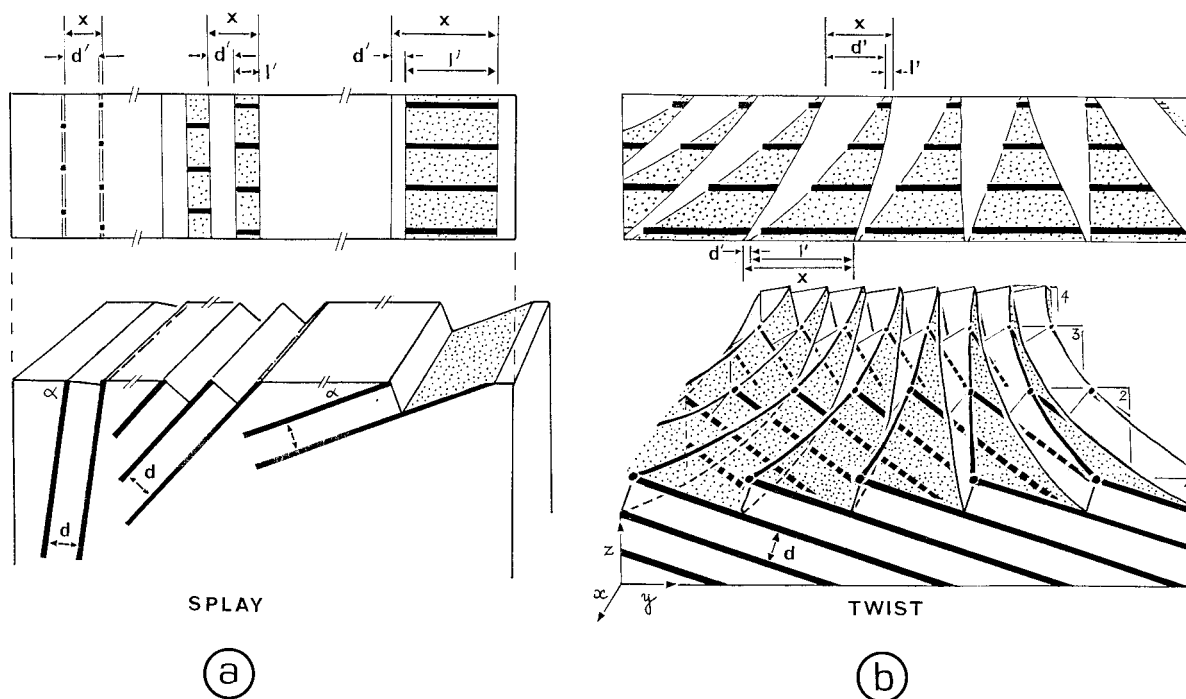 x
x
x
d′
d′
l′
d′
l′
α
α
d
d
SPLAY
a
x
d'
l'
d'
l'
x
4
3
2
d
z
x
y
TWIST
b